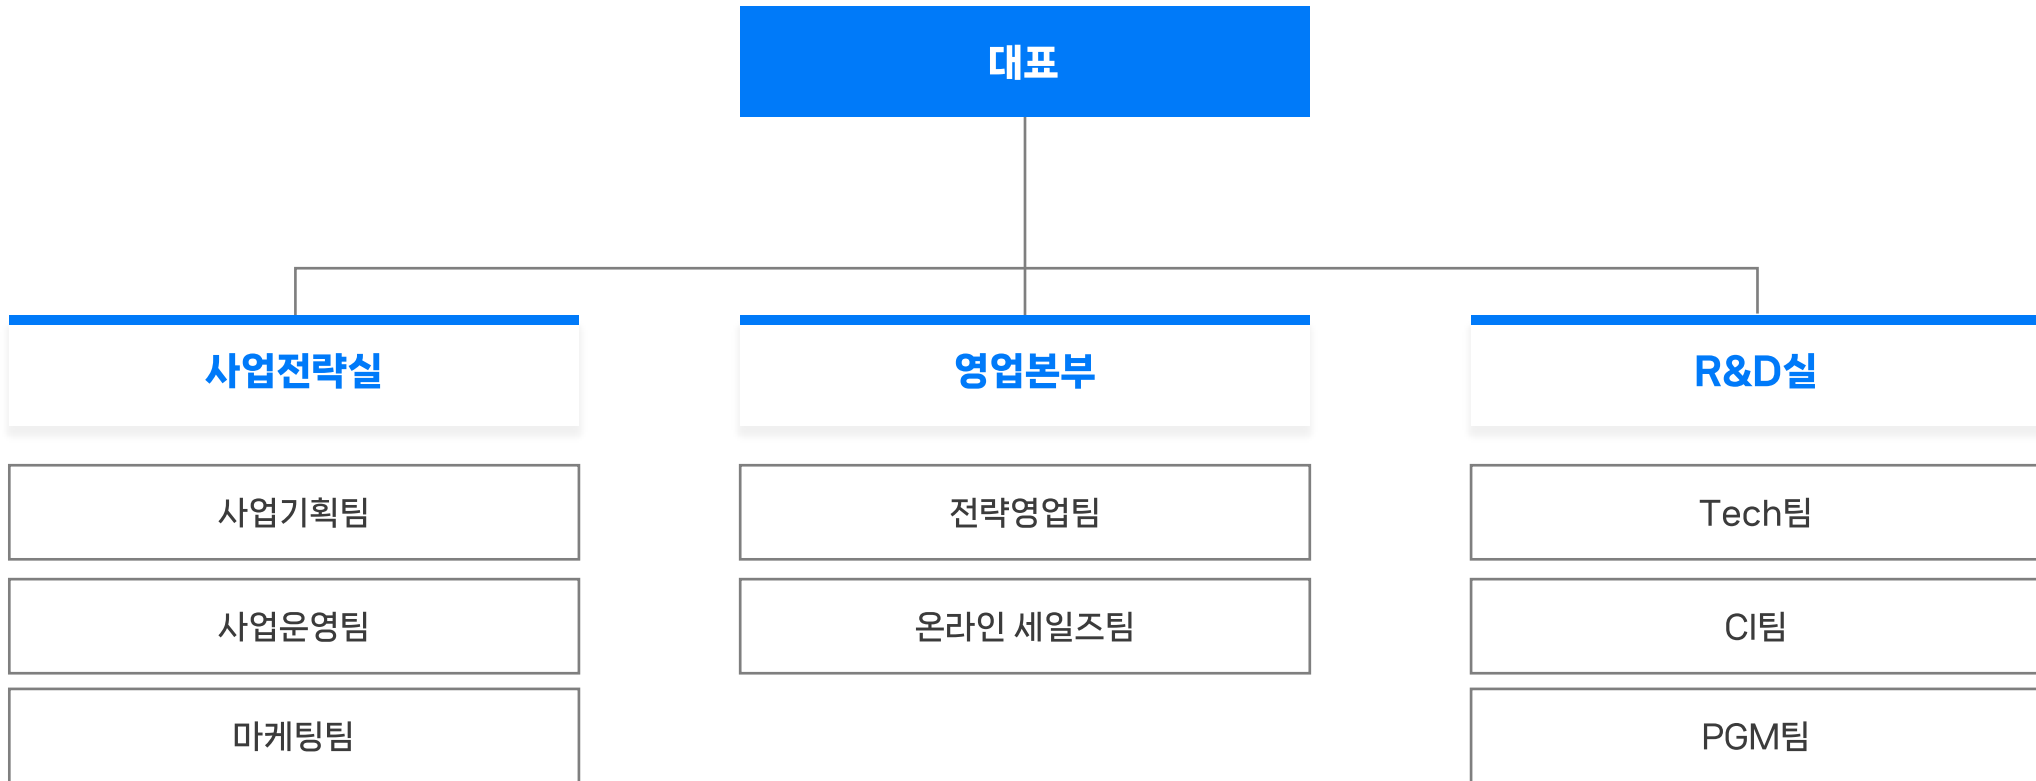 대표
사업전략실
영업본부
R&D실
사업기획팀
전략영업팀
Tech팀
사업운영팀
온라인 세일즈팀
CI팀
마케팅팀
PGM팀